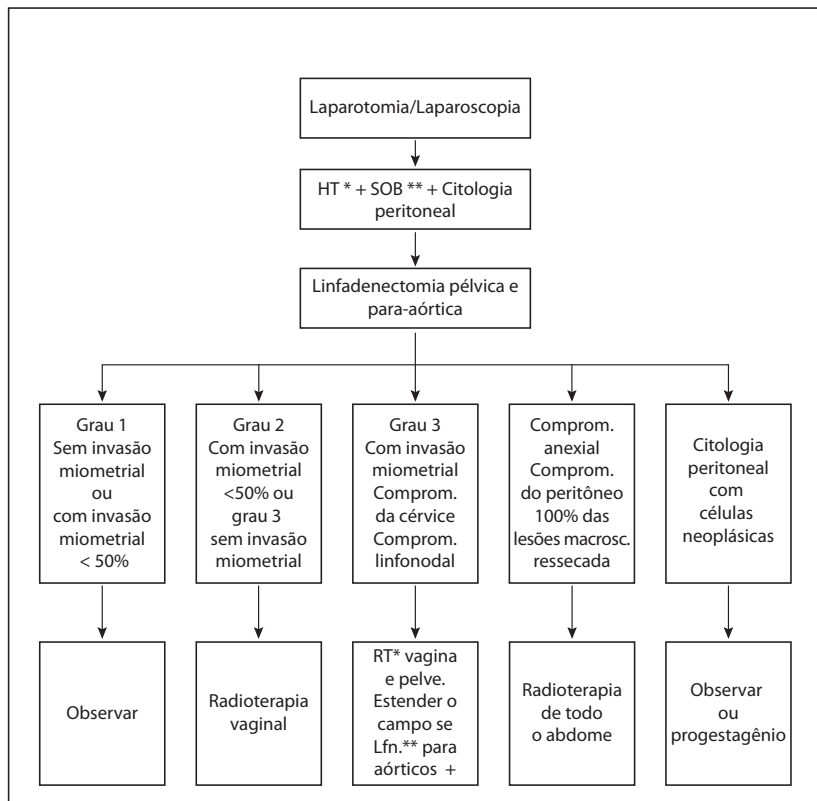 Laparotomia/Laparoscopia
HT * + SOB ** + Citologia
peritoneal
Linfadenectomia pélvica e
para-aórtica
Grau 1
Sem invasão
miometrial
ou
com invasão
miometrial
< 50%
Grau 2
Com invasão
miometrial
<50% ou
grau 3
sem invasão
miometrial
Grau 3
Com invasão
miometrial
Comprom.
da cérvice
Comprom.
linfonodal
Comprom.
anexial
Comprom.
do peritôneo
100% das
lesões macrosc.
ressecada
Citologia
peritoneal
com
células
neoplásicas
Observar
Radioterapia
vaginal
RT* vagina
e pelve.
Estender o
campo se
Lfn.** para
aórticos +
Radioterapia
de todo
o abdome
Observar
ou
progestagênio